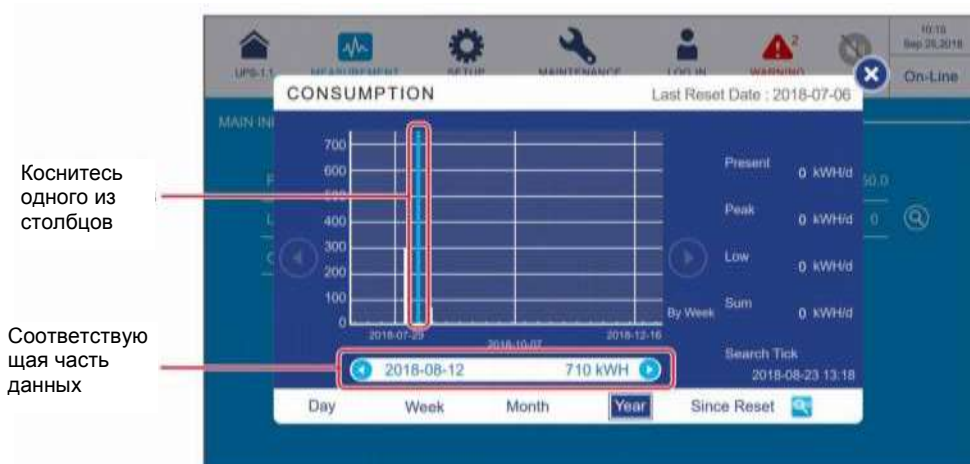 10:10
Sep 25,2018
UPS-1.1
MEASUREMENT
SETUP
MAINTENANCE
LOG IN
WARNING
2
On-Line
CONSUMPTION
Last Reset Date : 2018-07-06
MAIN IN
700
600
400
300
200
100
0
2018-07-29
2018-10-07
2018-12-16
By Week
Present
0 kWH/d
Peak
0 kWH/d
Low
0 kWH/d
Sum
0 kWH/d
Search Tick
2018-08-23 13:18
0
2018-08-12
710 kWH
Day
Week
Month
Year
Since Reset
Коснитесь
одного из
столбцов
Соответствую
щая часть
данных